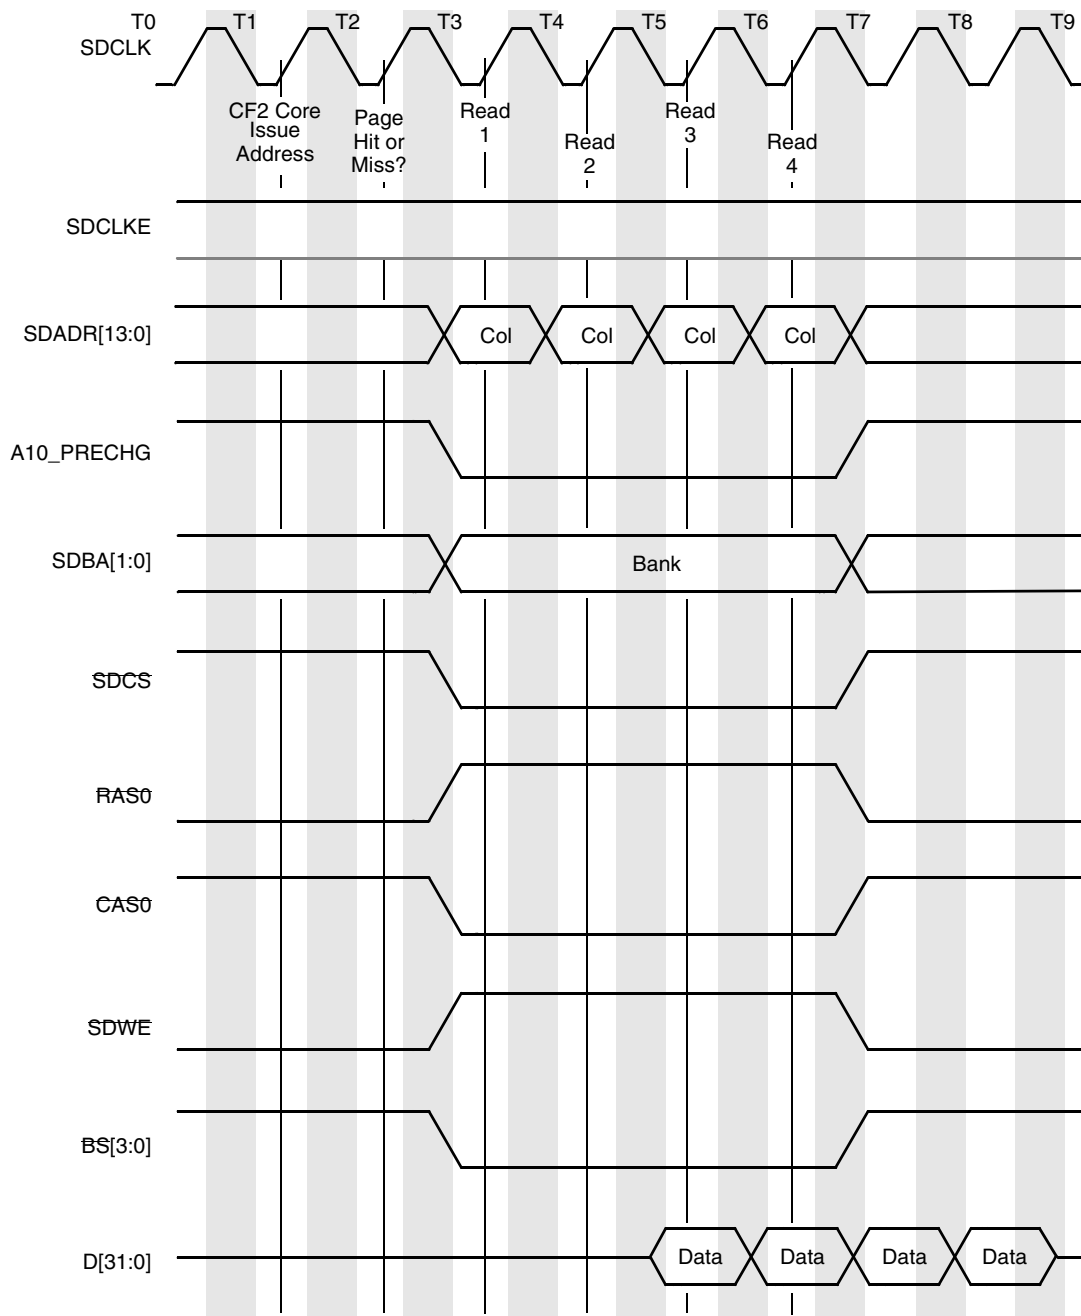 T0 T1 T2 T3 T4 T5 T6 T7 T8 T9
SDCLK
CF2 Core
Issue
Address
Page
Hit or
Miss?
Read
1
Read
2
Read
3
Read
4
SDCLKE
SDADR[13:0]
Col Col Col Col
A10_PRECHG
SDBA[1:0]
Bank
SDCS
RAS0
CAS0
SDWE
BS[3:0]
D[31:0]
Data Data Data Data